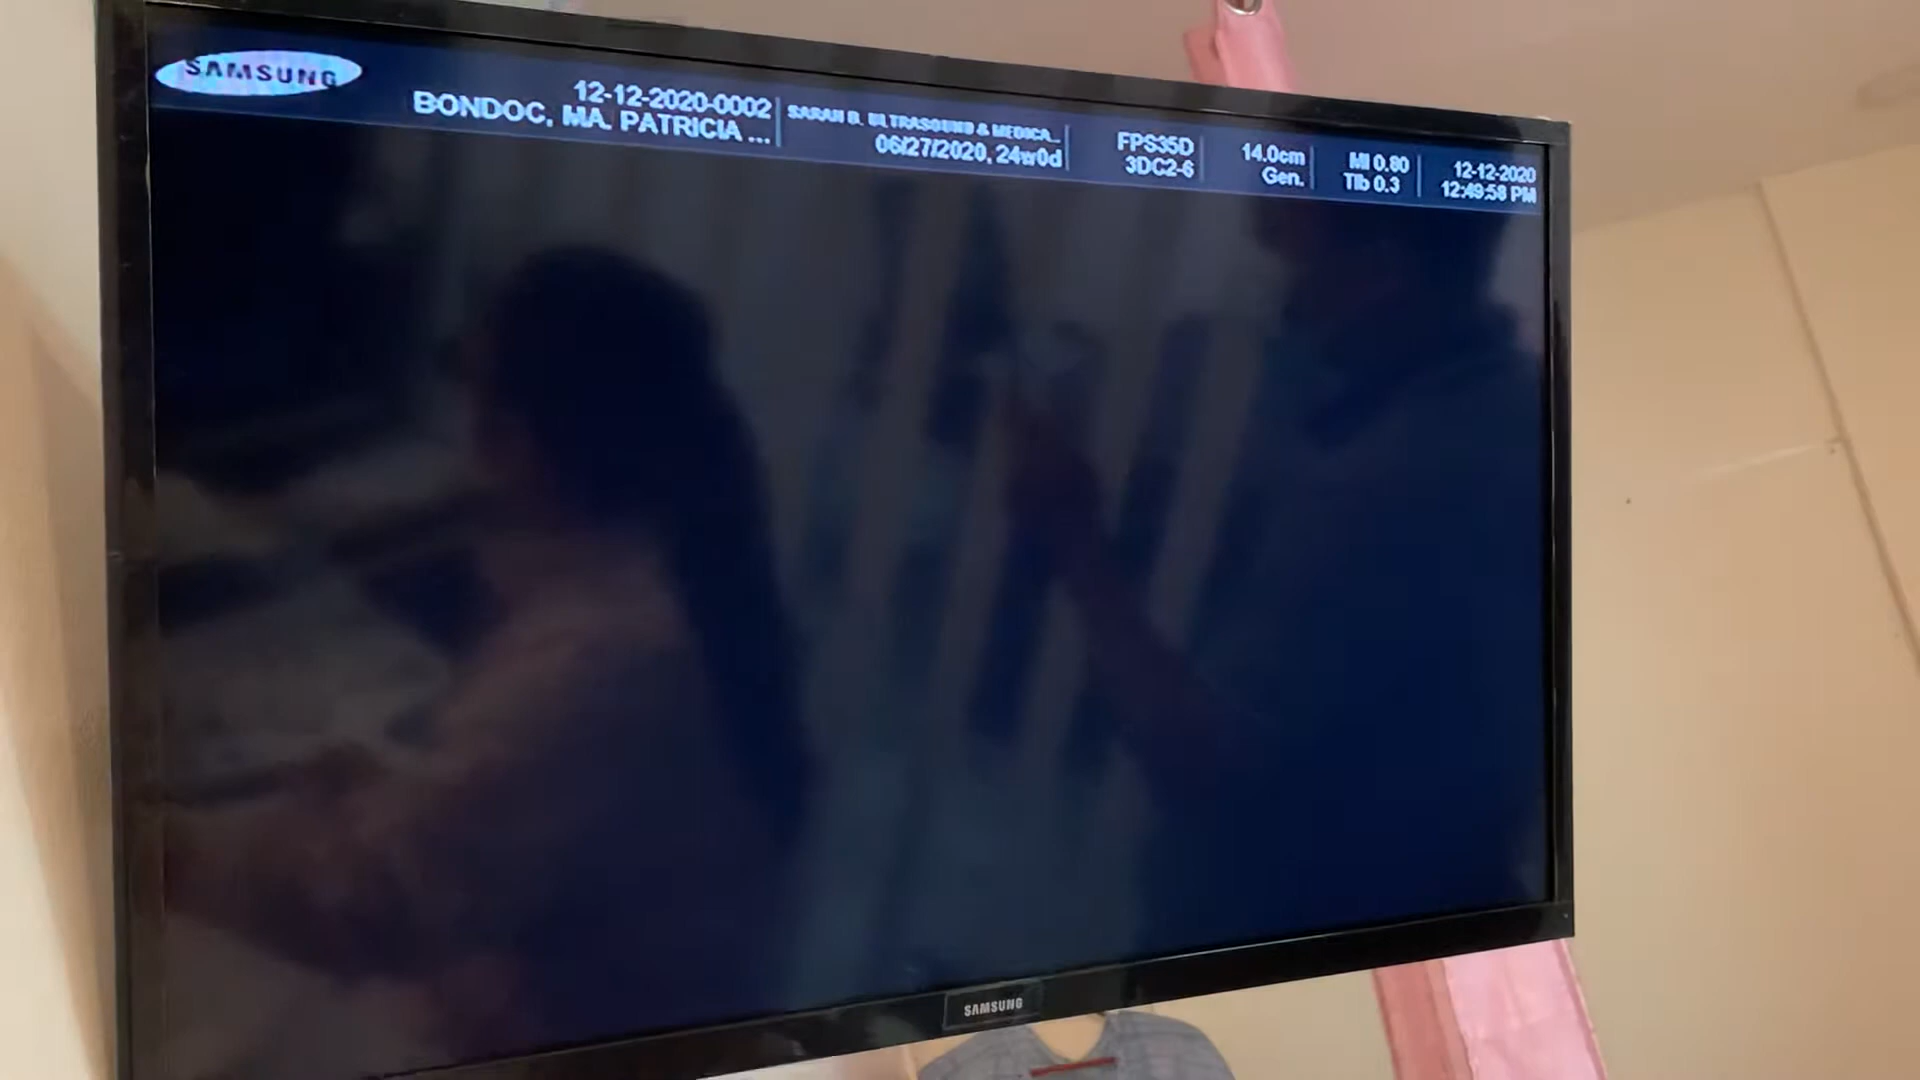 SAMSUNG
12-12-2020-0002
BONDOC, MA. PATRICIA ...
SARAH B. ULTRASOUND & MEDICA...
06/27/2020, 24w0d
FPS35D
3DC2-6
14.0cm
Gen.
MI 0.80
TIb 0.3
12-12-2020
12:49:58 PM
SAMSUNG